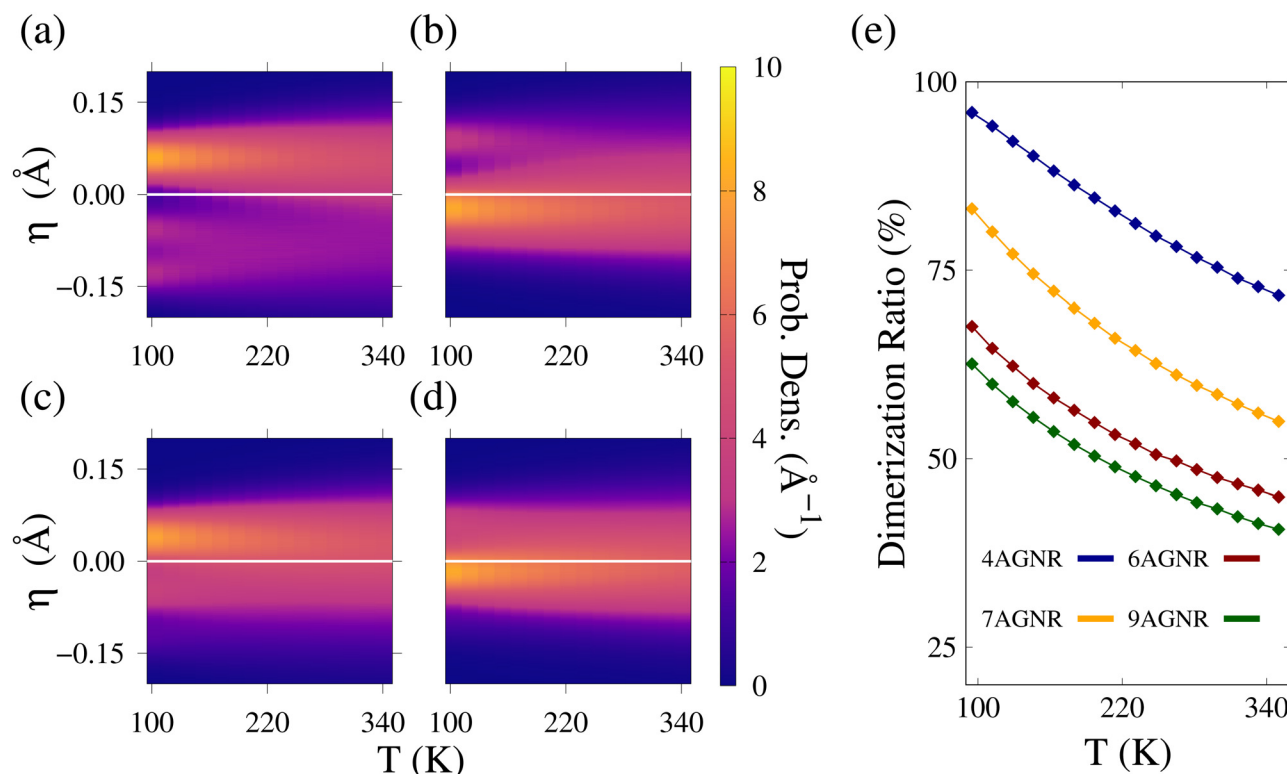 (a)
(b)
(e)
0.15
0.00
−0.15
η (Å)
100
220
340
100
220
340
(c)
(d)
0.15
0.00
−0.15
η (Å)
100
220
340
100
220
340
T (K)
10
8
6
4
2
0
Prob. Dens. (Å⁻¹)
100
75
50
25
Dimerization Ratio (%)
4AGNR
6AGNR
7AGNR
9AGNR
100
220
340
T (K)